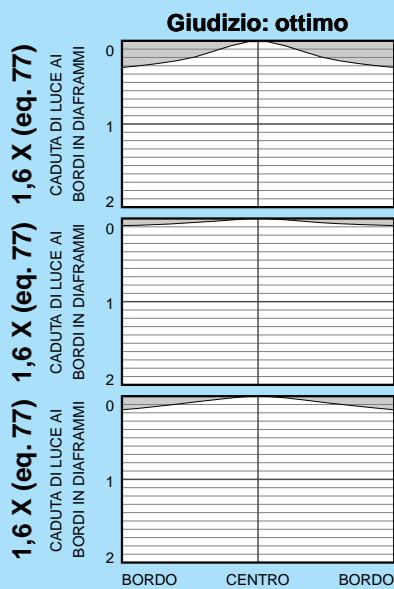 Giudizio: ottimo
1,6 X (eq. 77)
CADUTA DI LUCE AI
BORDI IN DIAFRAMMI
0
1
2
1,6 X (eq. 77)
CADUTA DI LUCE AI
BORDI IN DIAFRAMMI
0
1
2
1,6 X (eq. 77)
CADUTA DI LUCE AI
BORDI IN DIAFRAMMI
0
1
2
BORDO CENTRO BORDO